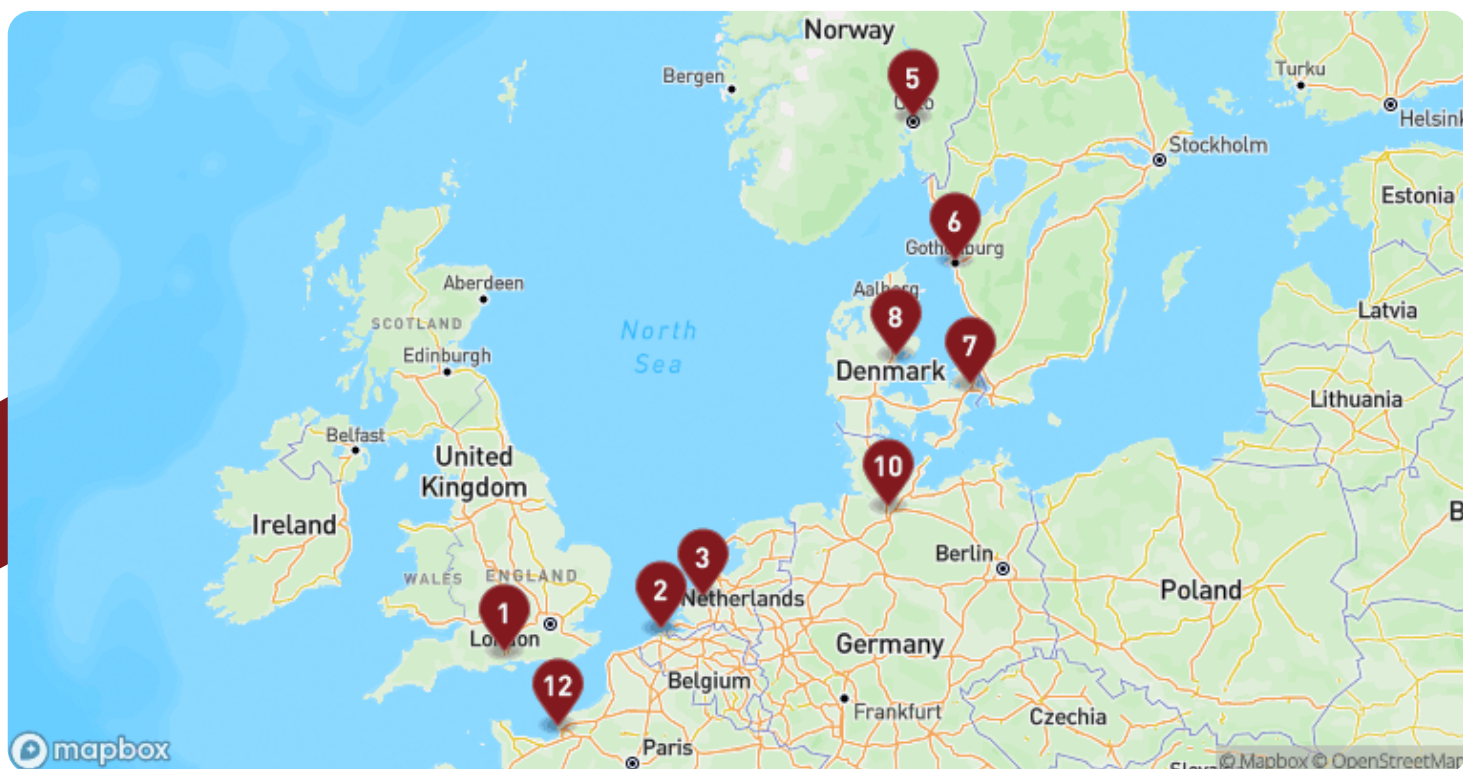 Norway
Bergen
5
Oslo
Turku
Helsink
Stockholm
Estonia
6
Gothenburg
Aberdeen
Aalborg
SCOTLAND
8
Latvia
North
Sea
7
Edinburgh
Denmark
Lithuania
Belfast
United
Kingdom
10
Ireland
B
3
Berlin
WALES
ENGLAND
2
Netherlands
Poland
1
London
Germany
12
Belgium
Frankfurt
Czechia
mapbox
Paris
© Mapbox © OpenStreetMap